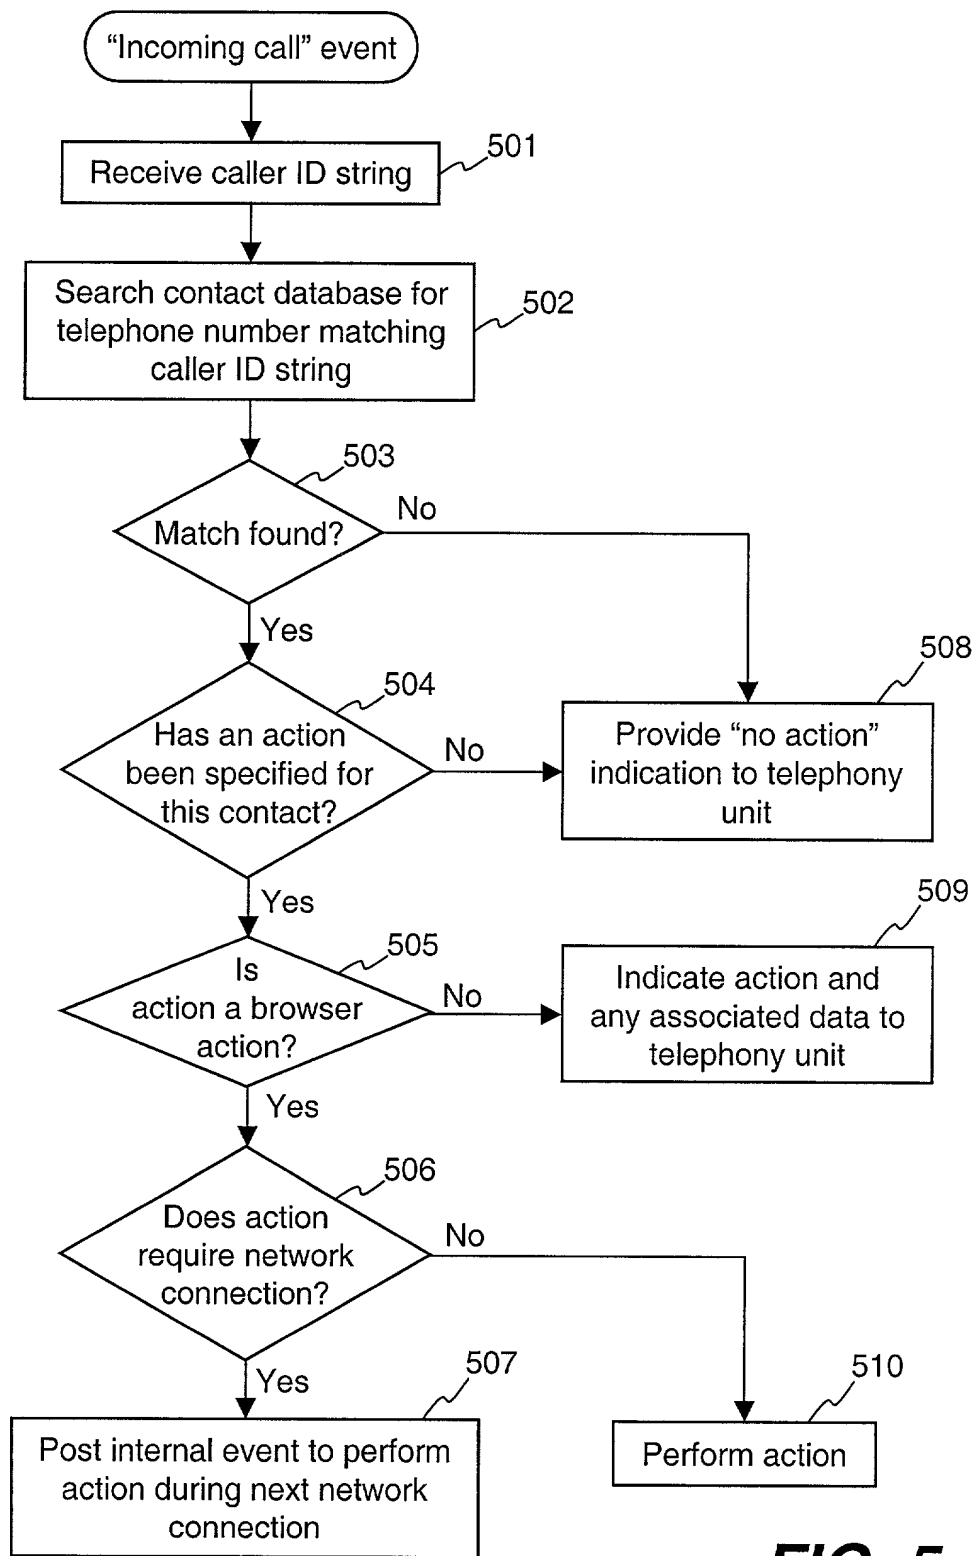 “Incoming call” event
501
Receive caller ID string
Search contact database for
telephone number matching
caller ID string
502
503
Match found?
No
Yes
504
Has an action
been specified for
this contact?
No
508
Provide “no action”
indication to telephony
unit
Yes
505
Is
action a browser
action?
No
509
Indicate action and
any associated data to
telephony unit
Yes
506
Does action
require network
connection?
No
Yes
507
Post internal event to perform
action during next network
connection
510
Perform action
FIG. 5